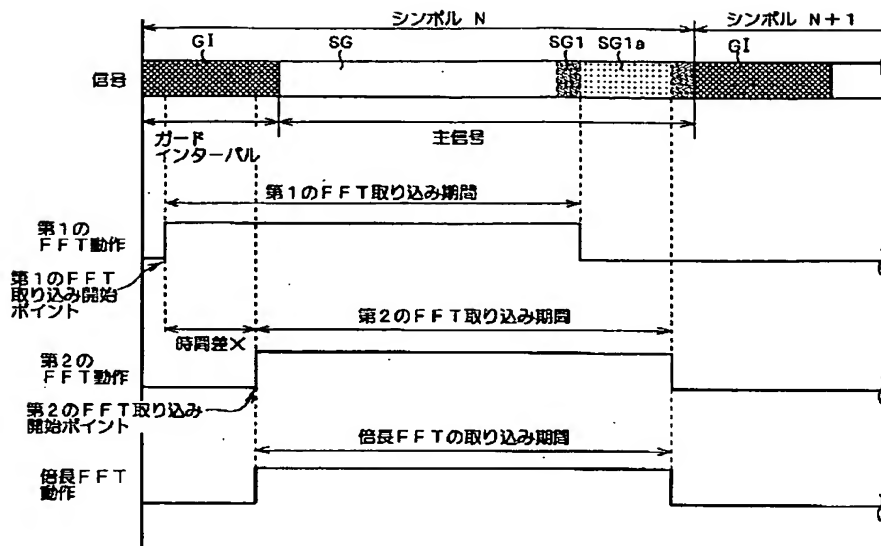 シンボル N
シンボル N+1
GI
SG
SG1
SG1a
GI
信号
ガード
インターバル
主信号
第1のFFT取り込み期間
第1の
FFT動作
第1のFFT
取り込み開始
ポイント
時間差X
第2のFFT取り込み期間
第2の
FFT動作
第2のFFT取り込み
開始ポイント
倍長FFTの取り込み期間
倍長FFT
動作